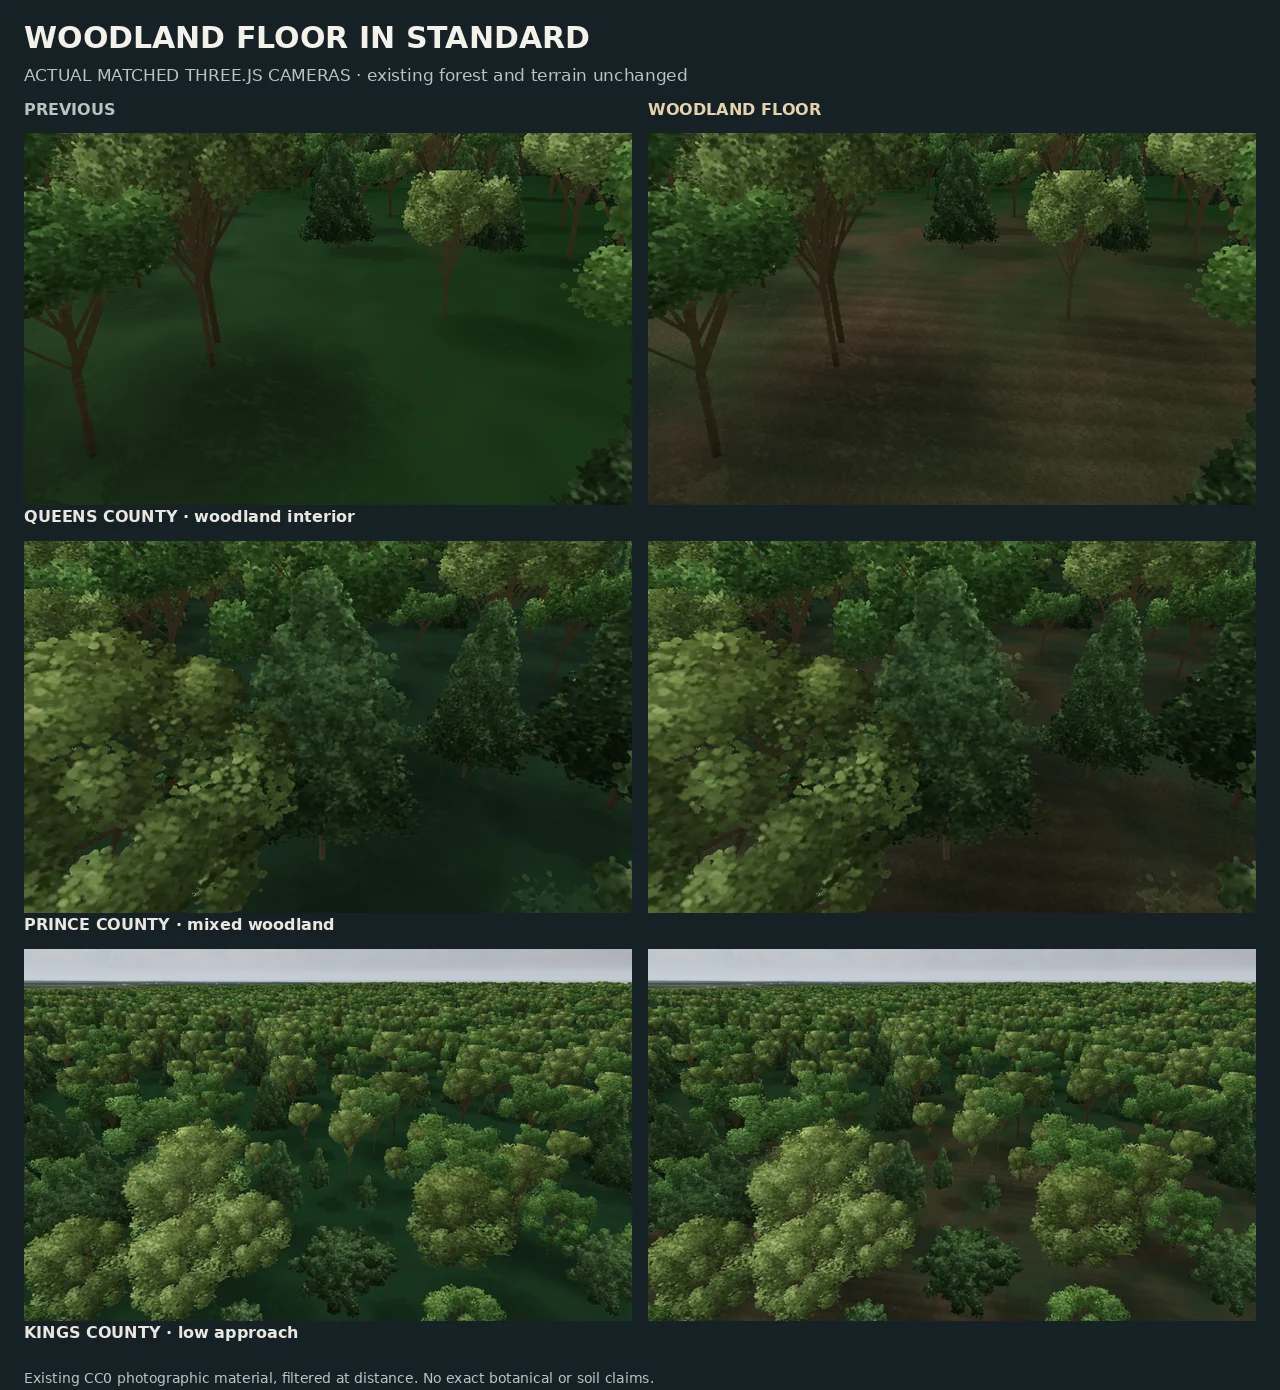 WOODLAND FLOOR IN STANDARD
ACTUAL MATCHED THREE.JS CAMERAS · existing forest and terrain unchanged
PREVIOUS
WOODLAND FLOOR
QUEENS COUNTY · woodland interior
PRINCE COUNTY · mixed woodland
KINGS COUNTY · low approach
Existing CC0 photographic material, filtered at distance. No exact botanical or soil claims.